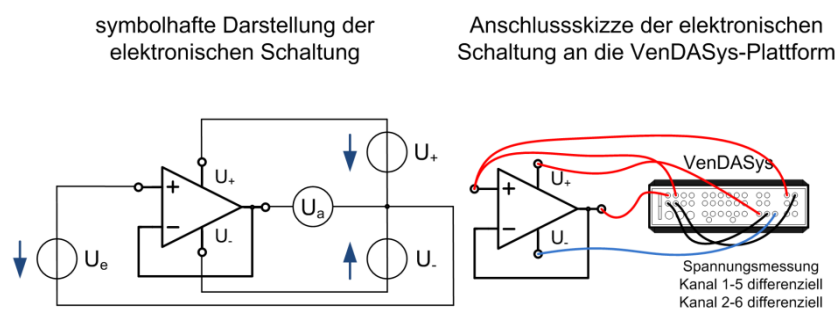 symbolhafte Darstellung der
elektronischen Schaltung
Anschlussskizze der elektronischen
Schaltung an die VenDASys-Plattform
U+
U+
+
Ua
U-
-
Ue
U-
VenDASys
+
U+
-
U-
Spannungsmessung
Kanal 1-5 differenziell
Kanal 2-6 differenziell